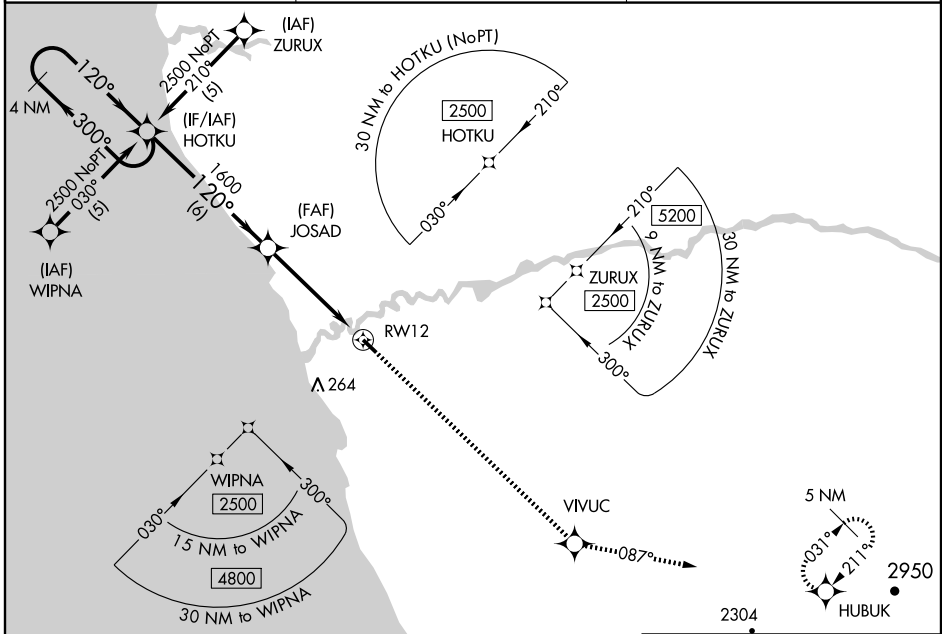 (IAF)
ZURUX
2500 NoPT
210°
(5)
120°
4 NM
300°
(IF/IAF)
HOTKU
2500 NoPT
030°
(5)
(IAF)
WIPNA
1600
120°
(6)
(FAF)
JOSAD
30 NM to HOTKU (NoPT)
2500
HOTKU
210°
030°
210°
5200
ZURUX
2500
9 NM to ZURUX
30 NM to ZURUX
300°
RW12
264
WIPNA
2500
030°
300°
15 NM to WIPNA
4800
30 NM to WIPNA
VIVUC
087°
5 NM
031°
211°
HUBUK
2950
2304